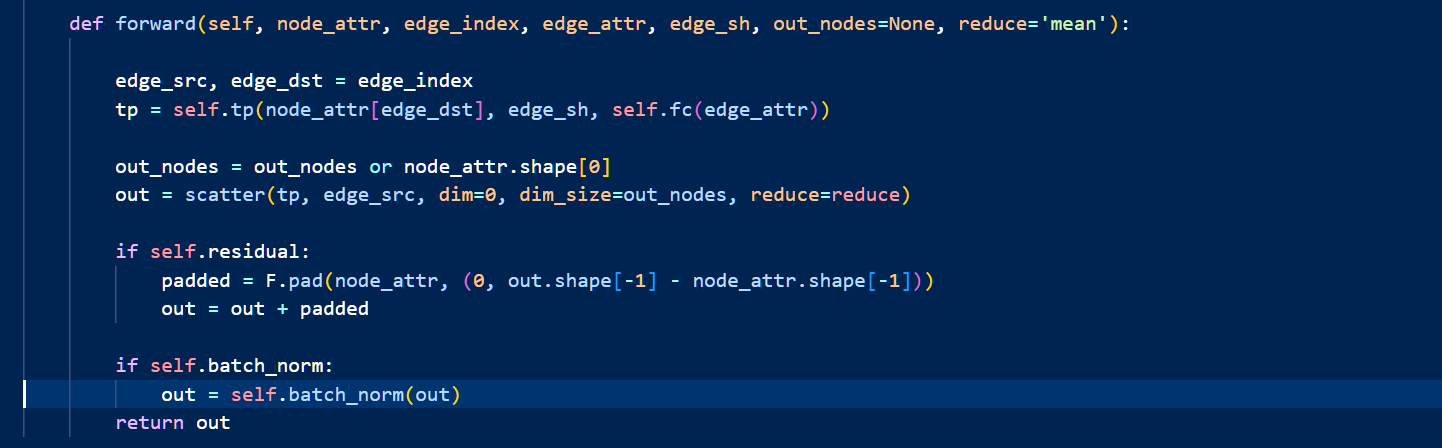 def forward(self, node_attr, edge_index, edge_attr, edge_sh, out_nodes=None, reduce='mean'):
edge_src, edge_dst = edge_index
tp = self.tp(node_attr[edge_dst], edge_sh, self.fc(edge_attr))
out_nodes = out_nodes or node_attr.shape[0]
out = scatter(tp, edge_src, dim=0, dim_size=out_nodes, reduce=reduce)
if self.residual:
padded = F.pad(node_attr, (0, out.shape[-1] - node_attr.shape[-1]))
out = out + padded
if self.batch_norm:
out = self.batch_norm(out)
return out